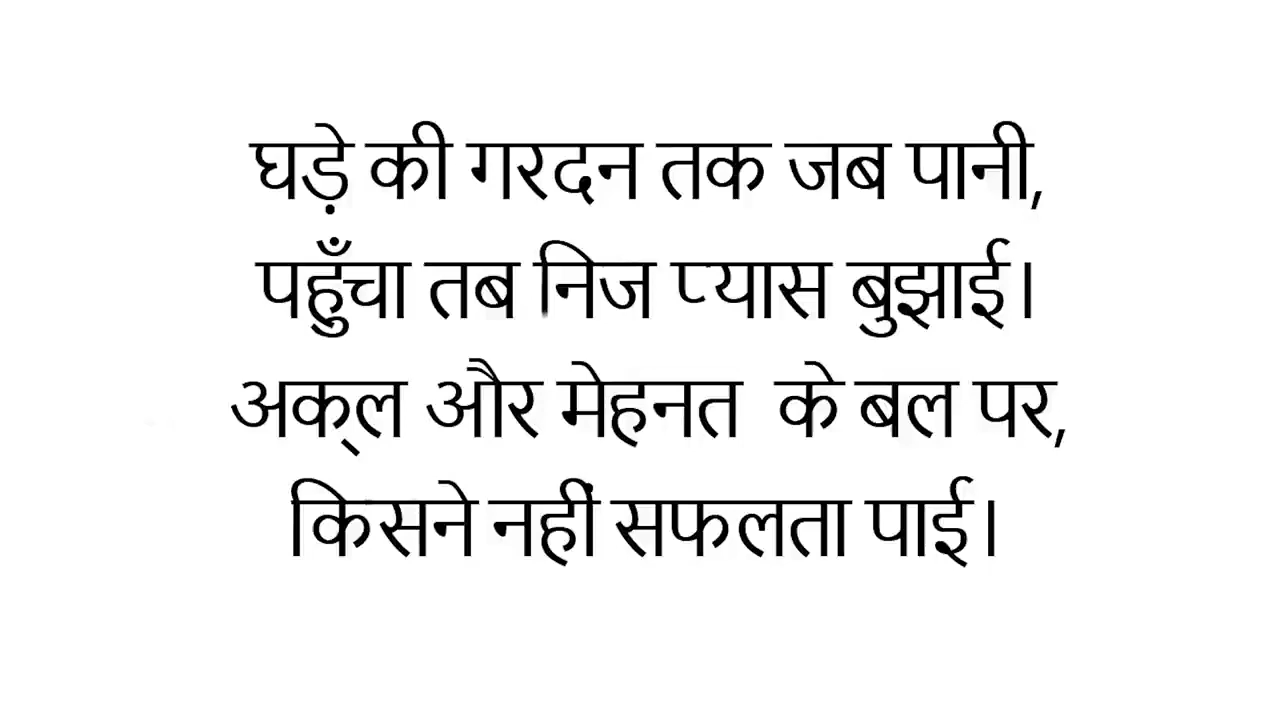 घड़े की गरदन तक जब पानी,
पहुँचा तब निज प्यास बुझाई।
अक्ल और मेहनत के बल पर,
किसने नहीं सफलता पाई।